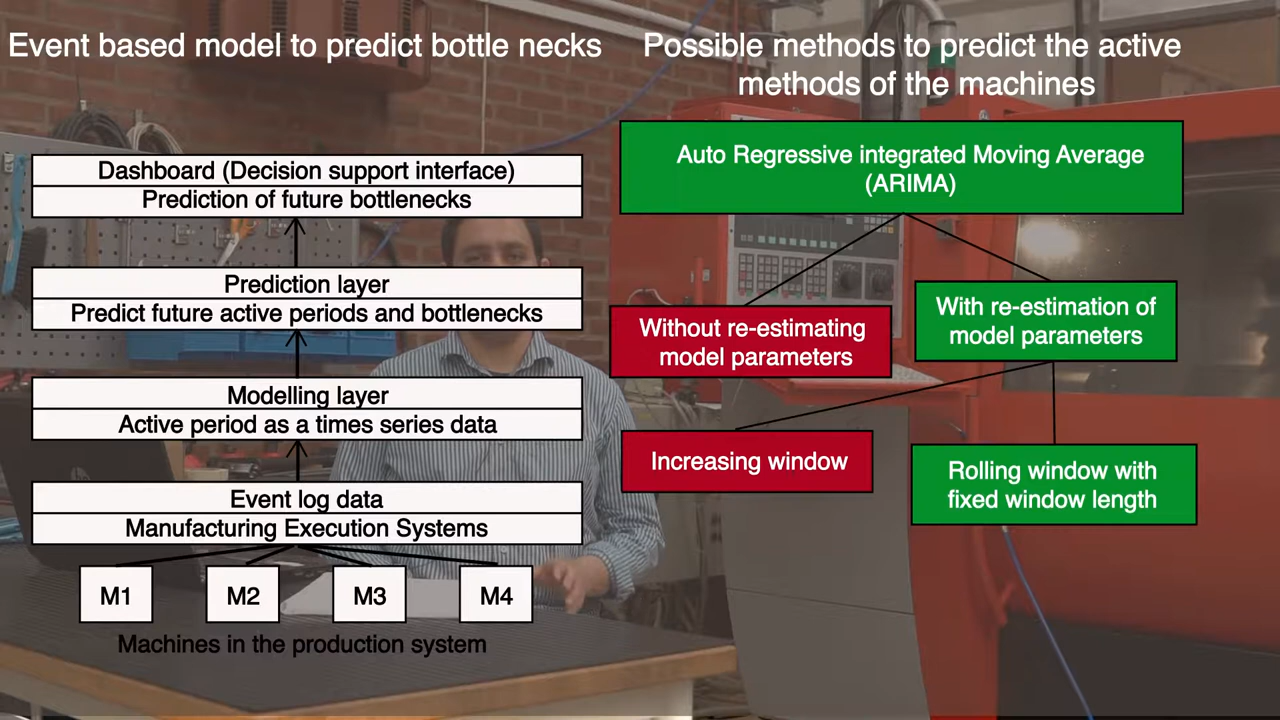 Event based model to predict bottle necks
Dashboard (Decision support interface)
Prediction of future bottlenecks
Prediction layer
Predict future active periods and bottlenecks
Modelling layer
Active period as a times series data
Event log data
Manufacturing Execution Systems
M1
M2
M3
M4
Machines in the production system
Possible methods to predict the active
methods of the machines
Auto Regressive integrated Moving Average
(ARIMA)
Without re-estimating
model parameters
With re-estimation of
model parameters
Increasing window
Rolling window with
fixed window length